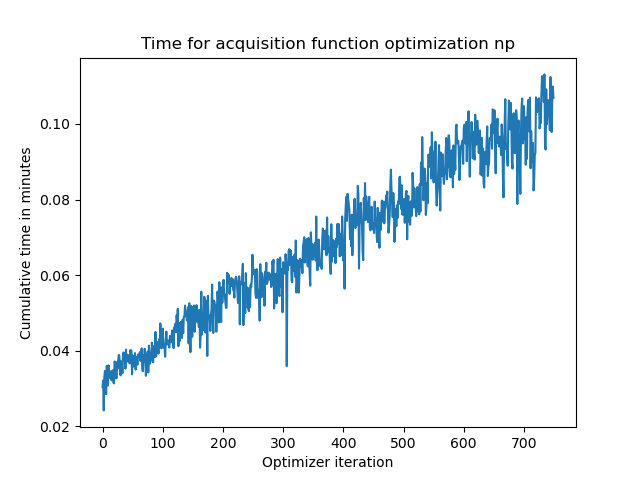 Time for acquisition function optimization np
Cumulative time in minutes
0.10
0.08
0.06
0.04
0.02
0 100 200 300 400 500 600 700
Optimizer iteration